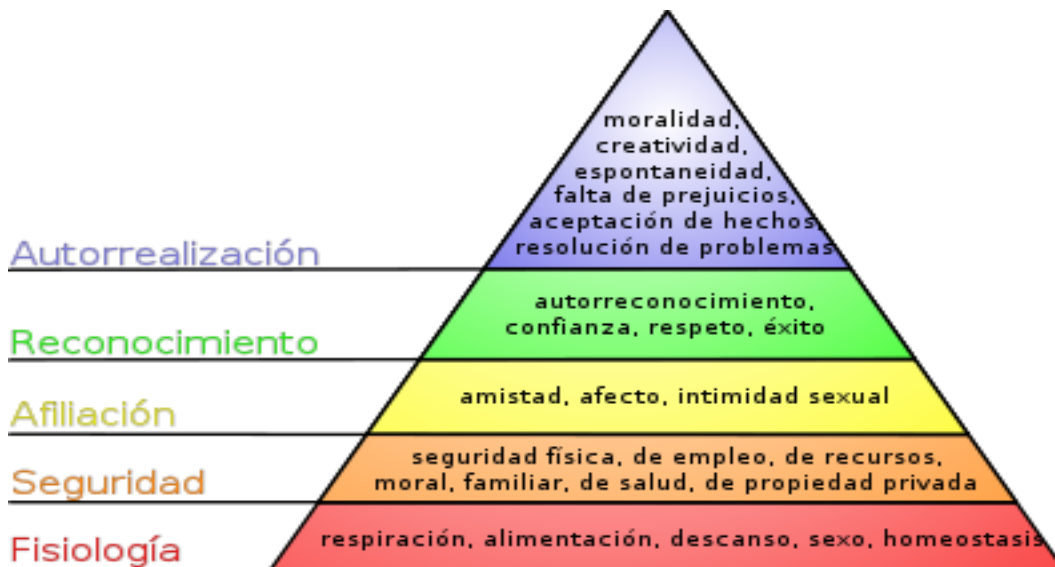 moralidad,
creatividad,
espontaneidad,
falta de prejuicios,
aceptación de hechos,
resolución de problemas
Autorrealización
autorreconocimiento,
confianza, respeto, éxito
Reconocimiento
amistad, afecto, intimidad sexual
Afiliación
seguridad física, de empleo, de recursos,
moral, familiar, de salud, de propiedad privada
Seguridad
respiración, alimentación, descanso, sexo, homeostasis
Fisiología